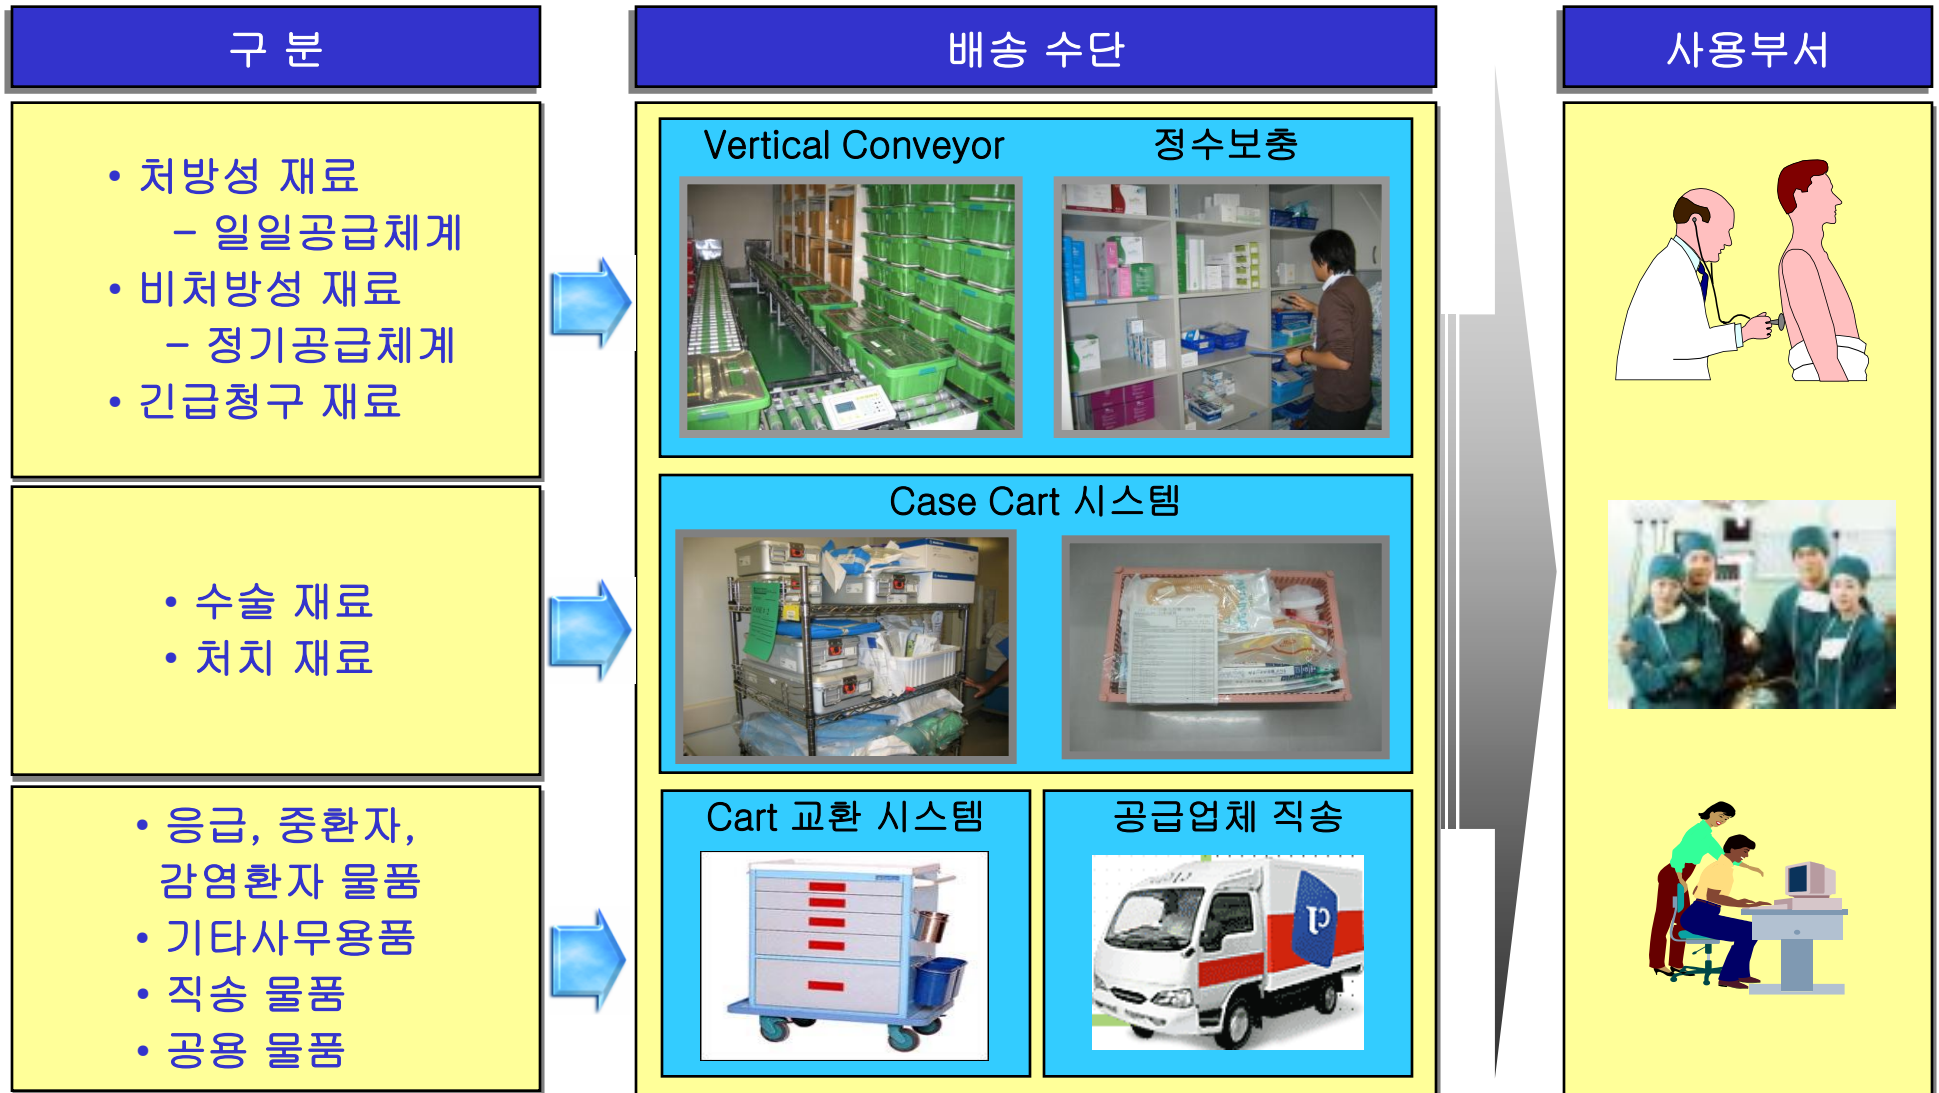 구 분
배송 수단
사용부서
• 처방성 재료
– 일일공급체계
• 비처방성 재료
– 정기공급체계
• 긴급청구 재료
Vertical Conveyor
정수보충
• 수술 재료
• 처치 재료
Case Cart 시스템
• 응급, 중환자,
감염환자 물품
• 기타사무용품
• 직송 물품
• 공용 물품
Cart 교환 시스템
공급업체 직송